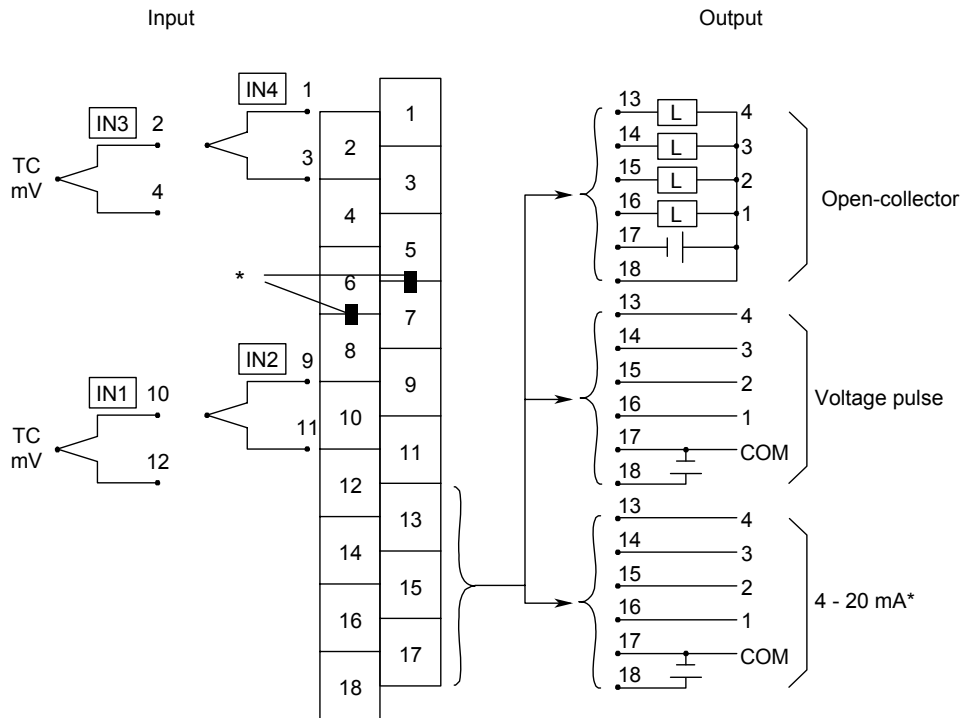 Input
Output
IN4 1
IN3 2
TC
mV
3
4
*
IN2 9
IN1 10
TC
mV
11
12
1
2
3
4
5
6
7
8
9
10
11
12
13
14
15
16
17
18
13 L 4
14 L 3
15 L 2
16 L 1
17
18
Open-collector
13 4
14 3
15 2
16 1
17 COM
18
Voltage pulse
13 4
14 3
15 2
16 1
17 COM
18
4 - 20 mA*